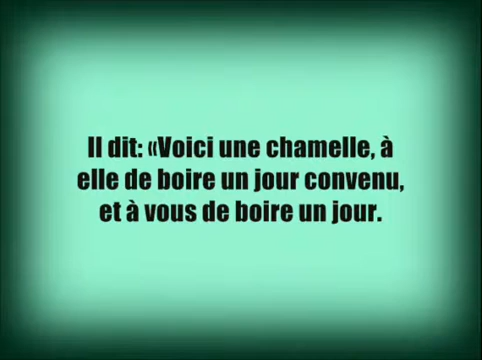 Il dit: «Voici une chamelle, à
elle de boire un jour convenu,
et à vous de boire un jour.